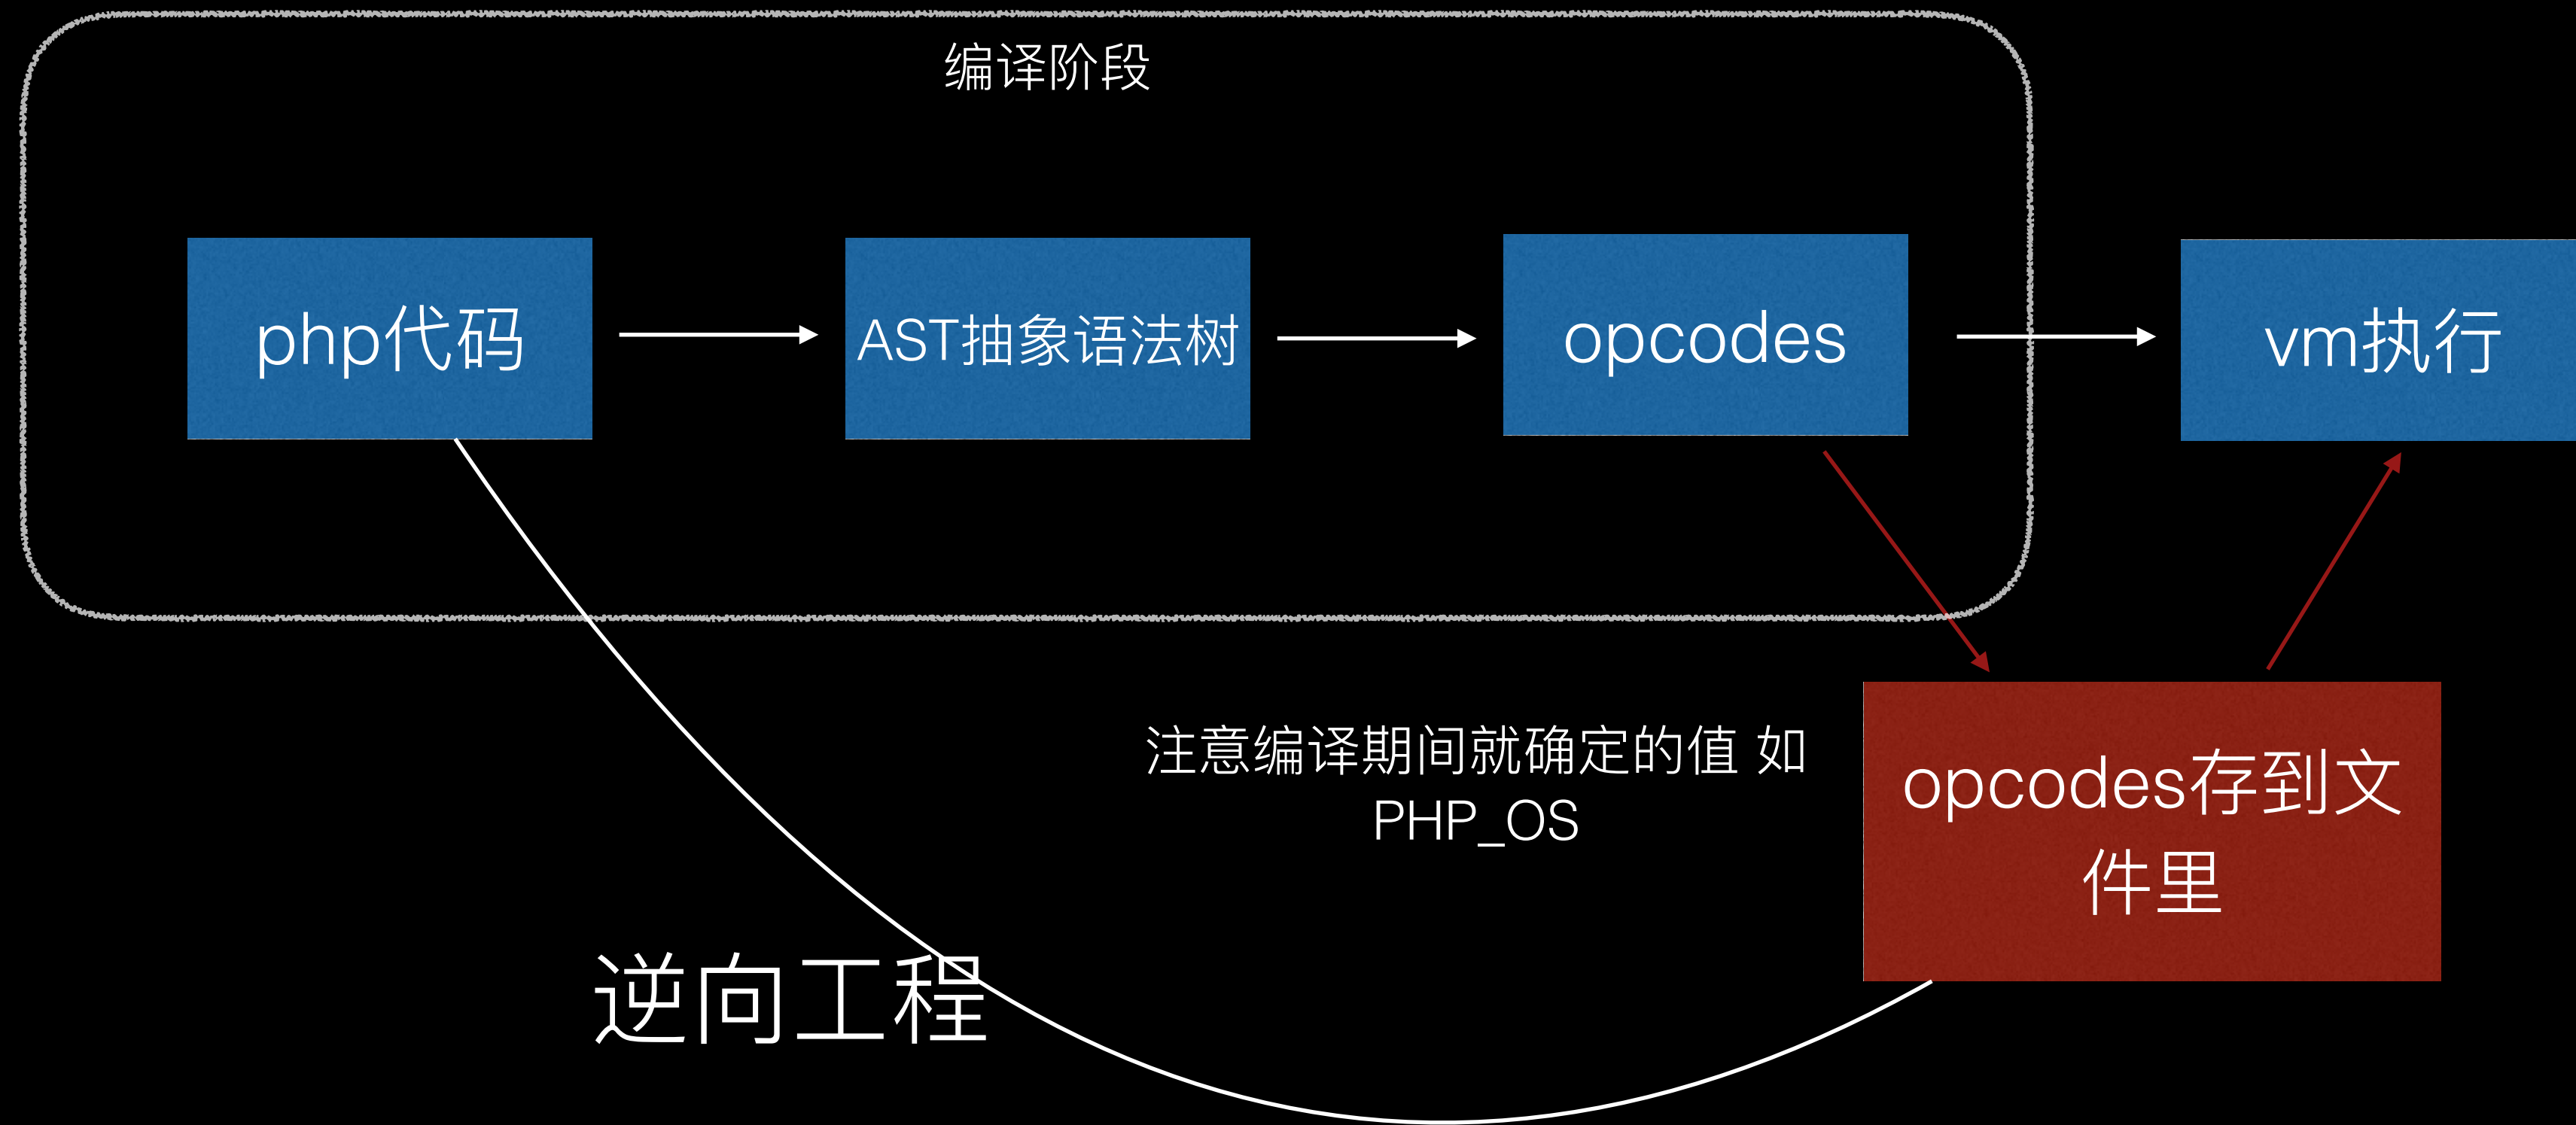 编译阶段
php代码
AST抽象语法树
opcodes
vm执行
注意编译期间就确定的值 如
PHP_OS
opcodes存到文
件里
逆向工程